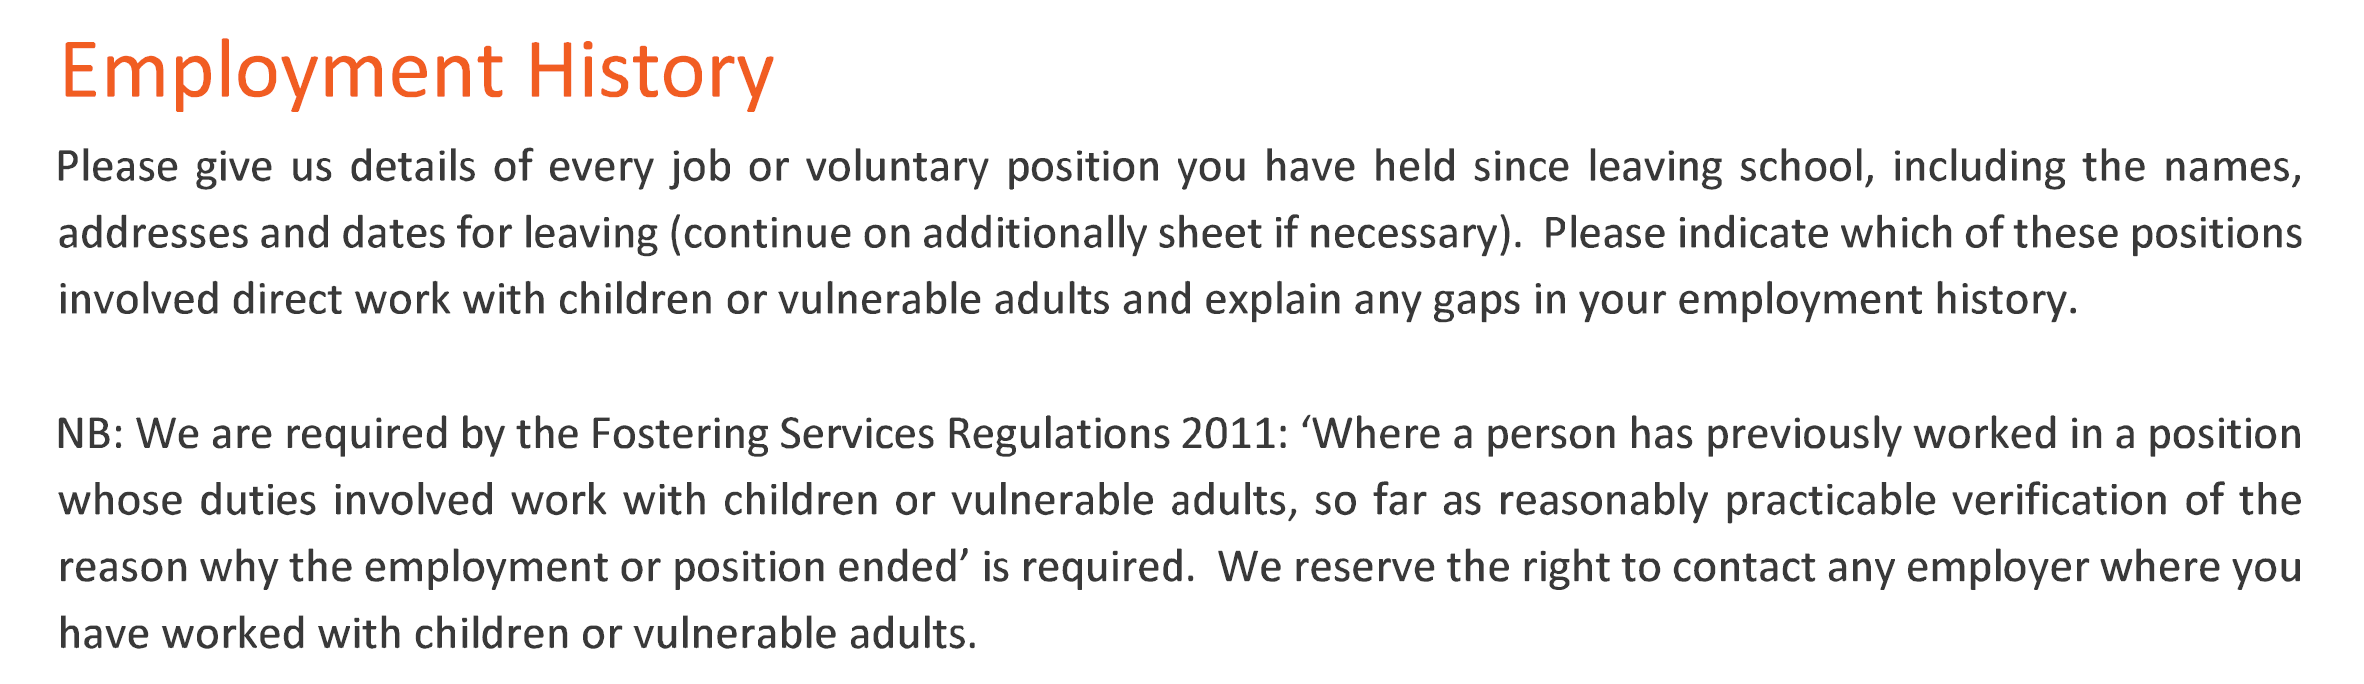 Employment History
Please give us details of every job or voluntary position you have held since leaving school, including the names,
addresses and dates for leaving (continue on additionally sheet if necessary).  Please indicate which of these positions
involved direct work with children or vulnerable adults and explain any gaps in your employment history.
NB: We are required by the Fostering Services Regulations 2011: ‘Where a person has previously worked in a position
whose duties involved work with children or vulnerable adults, so far as reasonably practicable verification of the
reason why the employment or position ended’ is required.  We reserve the right to contact any employer where you
have worked with children or vulnerable adults.